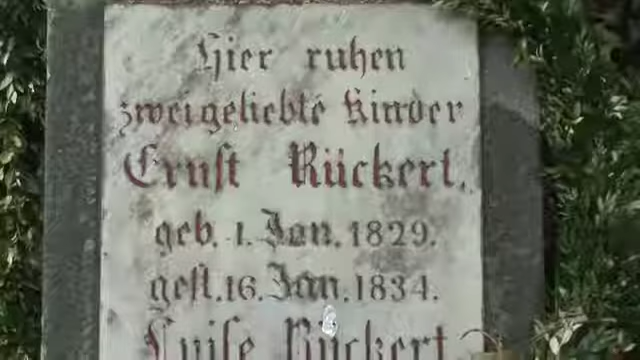 Hier ruhen
zwei geliebte Kinder
Ernst Rückert,
geb. 1. Jan. 1829.
gest. 16. Jan. 1834.
Luise Rückert